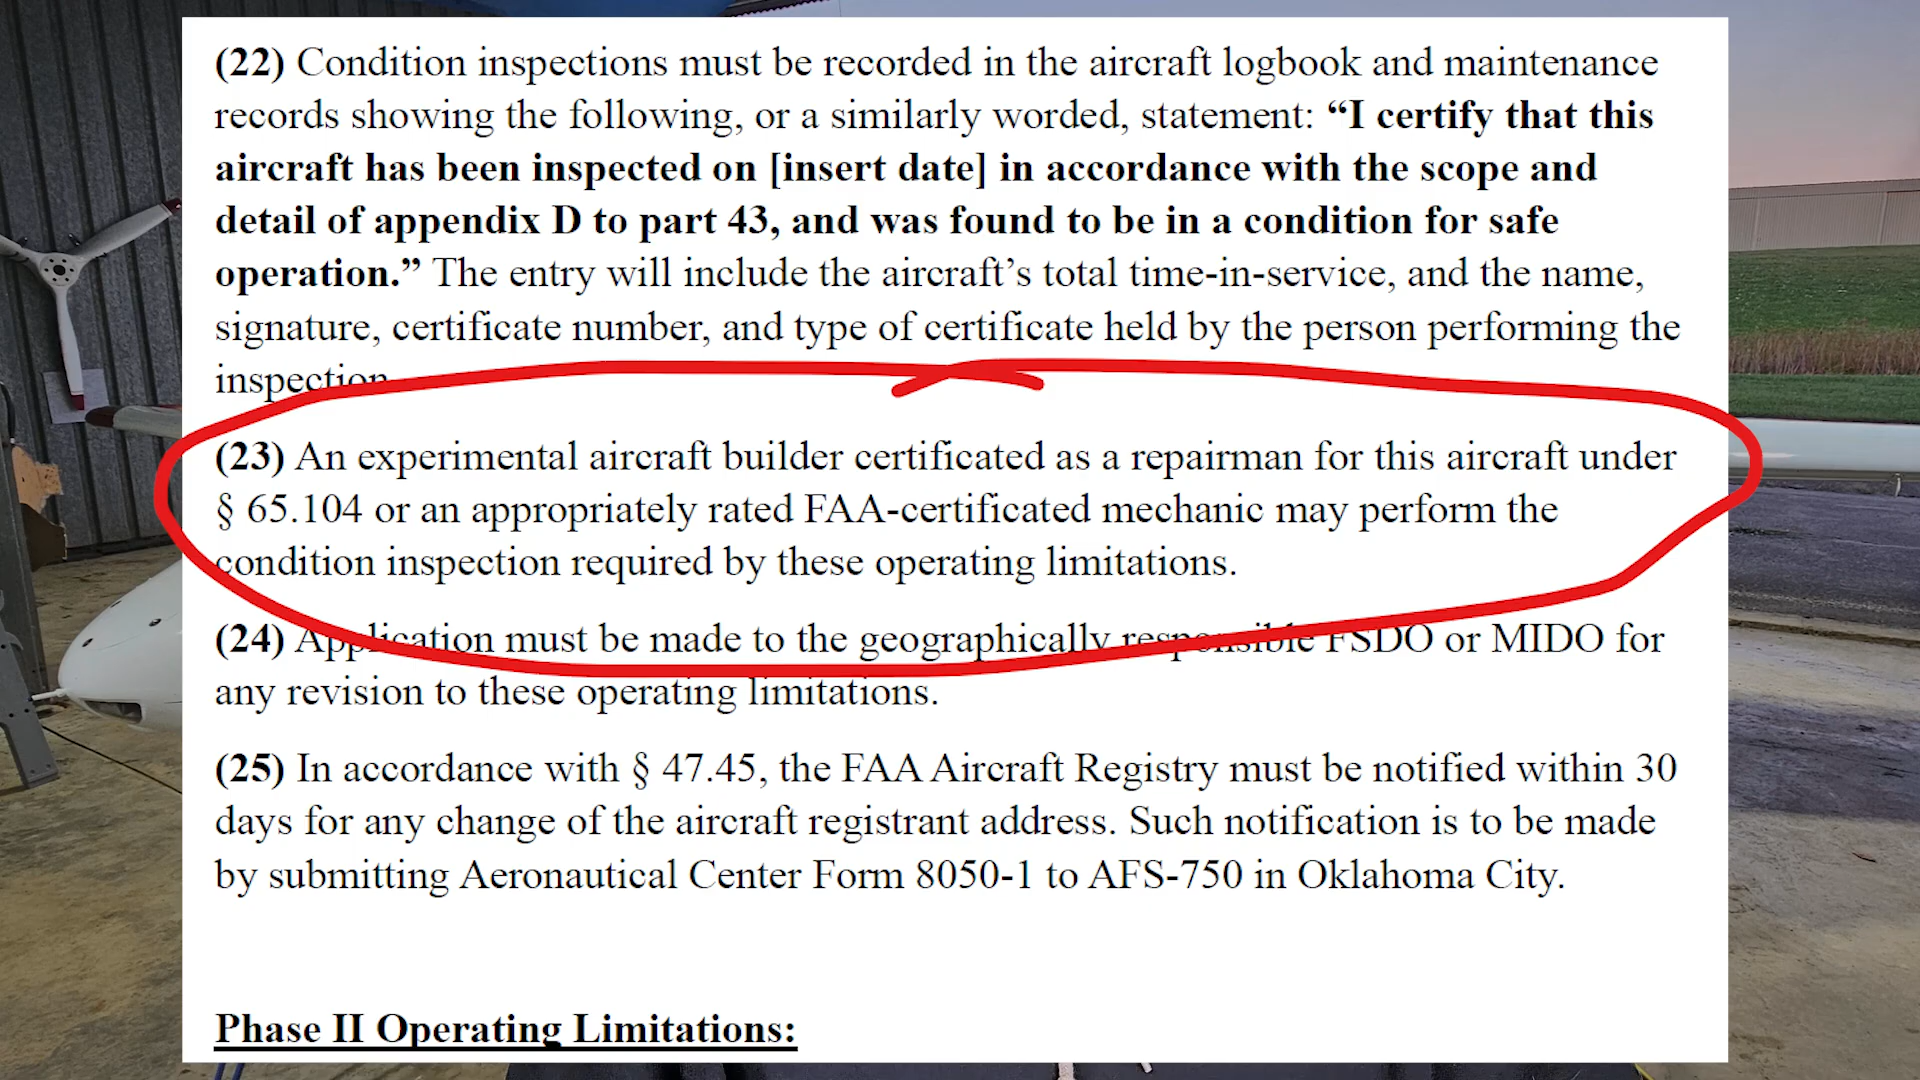 (22) Condition inspections must be recorded in the aircraft logbook and maintenance
records showing the following, or a similarly worded, statement: “I certify that this
aircraft has been inspected on [insert date] in accordance with the scope and
detail of appendix D to part 43, and was found to be in a condition for safe
operation.” The entry will include the aircraft’s total time-in-service, and the name,
signature, certificate number, and type of certificate held by the person performing the
inspection
(23) An experimental aircraft builder certificated as a repairman for this aircraft under
§ 65.104 or an appropriately rated FAA-certificated mechanic may perform the
condition inspection required by these operating limitations.
(24) Application must be made to the geographically responsible FSDO or MIDO for
any revision to these operating limitations.
(25) In accordance with § 47.45, the FAA Aircraft Registry must be notified within 30
days for any change of the aircraft registrant address. Such notification is to be made
by submitting Aeronautical Center Form 8050-1 to AFS-750 in Oklahoma City.
Phase II Operating Limitations: